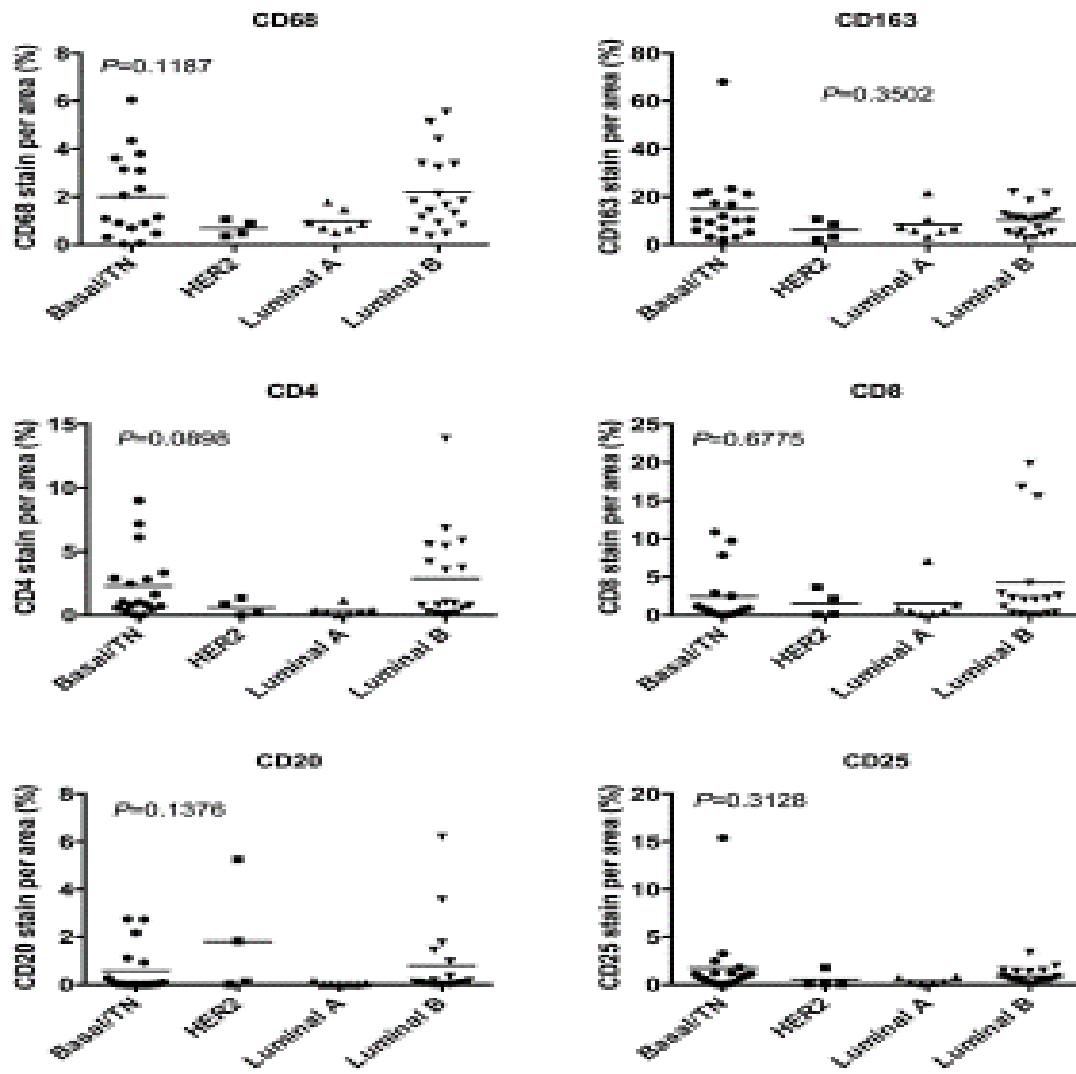 CD68
CD68 stain per area (%)
8
6
4
2
0
P=0.1187
Basal/TN
HER2
Luminal A
Luminal B
CD163
CD163 stain per area (%)
80
60
40
20
0
P=0.3502
Basal/TN
HER2
Luminal A
Luminal B
CD4
CD4 stain per area (%)
15
10
5
0
P=0.0898
Basal/TN
HER2
Luminal A
Luminal B
CD8
CD8 stain per area (%)
25
20
15
10
5
0
P=0.6775
Basal/TN
HER2
Luminal A
Luminal B
CD20
CD20 stain per area (%)
8
6
4
2
0
P=0.1376
Basal/TN
HER2
Luminal A
Luminal B
CD25
CD25 stain per area (%)
20
15
10
5
0
P=0.3128
Basal/TN
HER2
Luminal A
Luminal B